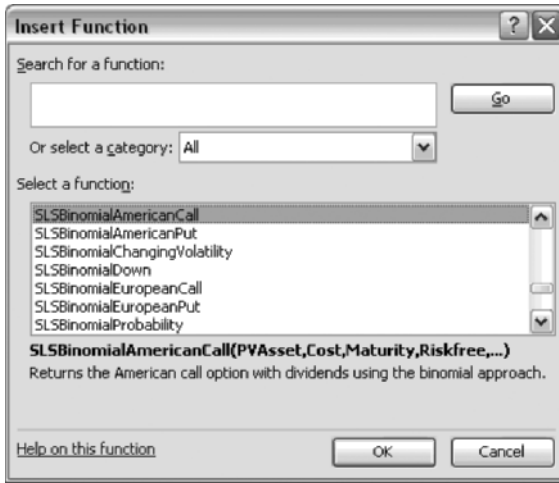 Insert Function
Search for a function:
Go
Or select a category: All
Select a function:
SLSBinomialAmericanCall
SLSBinomialAmericanPut
SLSBinomialChangingVolatility
SLSBinomialDown
SLSBinomialEuropeanCall
SLSBinomialEuropeanPut
SLSBinomialProbability
SLSBinomialAmericanCall(PVAsset,Cost,Maturity,Riskfree,...)
Returns the American call option with dividends using the binomial approach.
Help on this function
OK Cancel